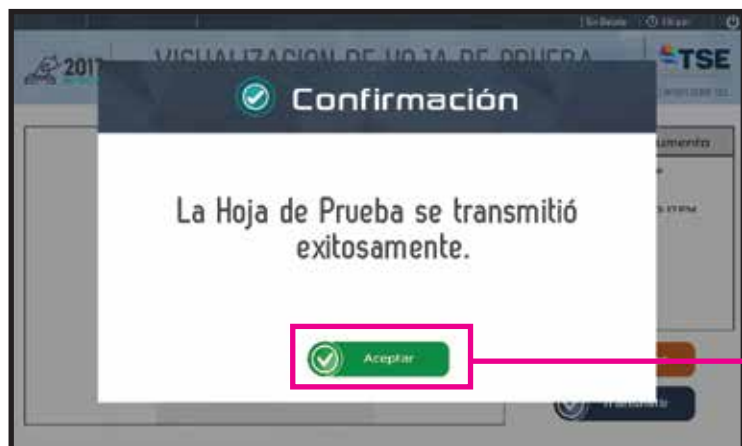 2017
VISUALIZACION DE HOJA DE PRUEBA
TSE
Confirmación
La Hoja de Prueba se transmitió
exitosamente.
Aceptar